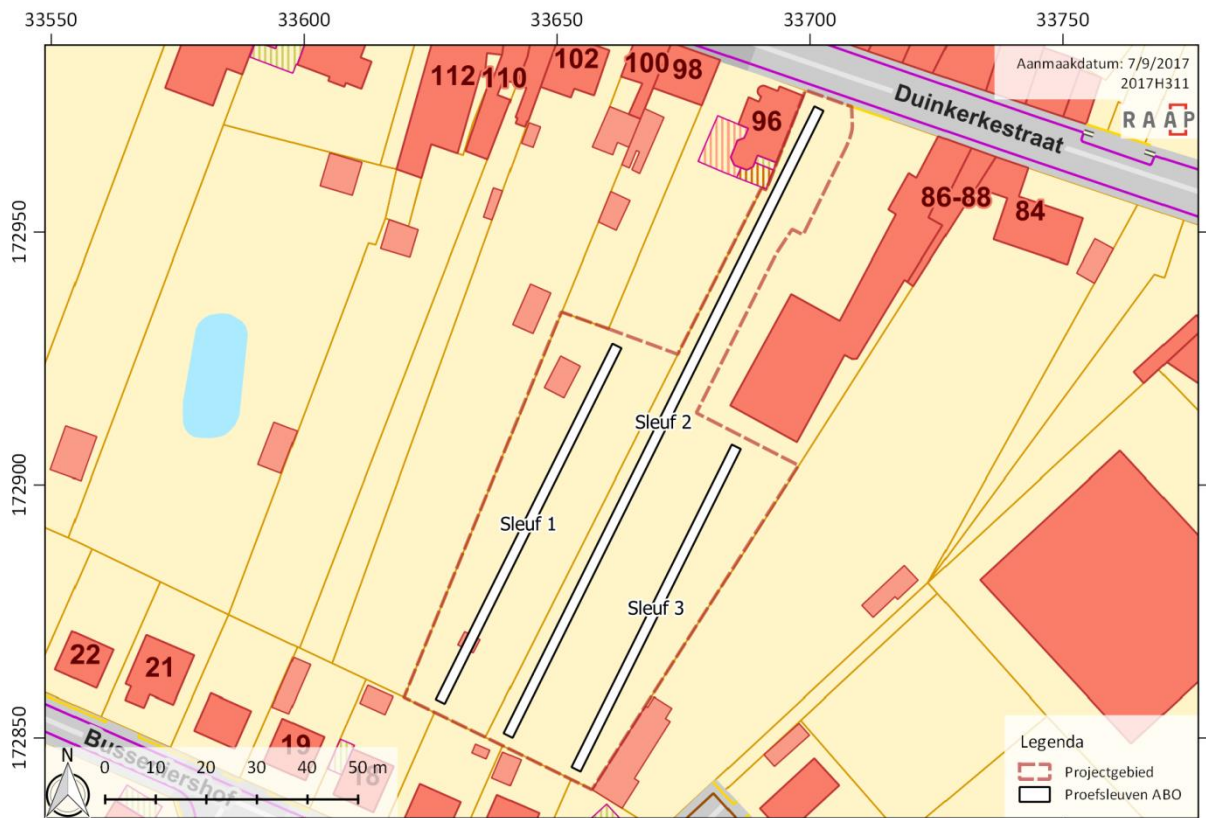 33550 33600 33650 33700 33750
Aanmaakdatum: 7/9/2017
2017H311
RAAP
Duinkerkestraat
112 110 102 100 98
96
86-88 84
172950
Sleuf 2
172900
Sleuf 1
Sleuf 3
22 21
172850
19
18
Bussemiershof
N
0 10 20 30 40 50 m
Legenda
Projectgebied
Proefsleuven ABO